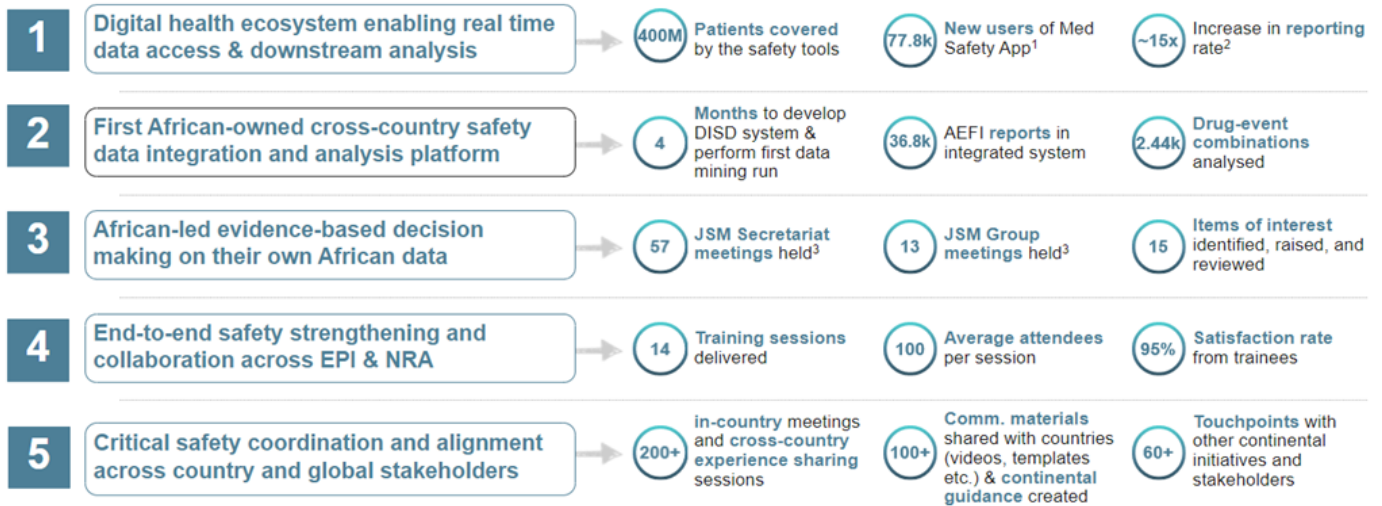 1
Digital health ecosystem enabling real time
data access & downstream analysis
400M
Patients covered
by the safety tools
77.8k
New users of Med
Safety App¹
~15x
Increase in reporting
rate²
2
First African-owned cross-country safety
data integration and analysis platform
4
Months to develop
DISD system &
perform first data
mining run
36.8k
AEFI reports in
integrated system
2.44k
Drug-event
combinations
analysed
3
African-led evidence-based decision
making on their own African data
57
JSM Secretariat
meetings held³
13
JSM Group
meetings held³
15
Items of interest
identified, raised, and
reviewed
4
End-to-end safety strengthening and
collaboration across EPI & NRA
14
Training sessions
delivered
100
Average attendees
per session
95%
Satisfaction rate
from trainees
5
Critical safety coordination and alignment
across country and global stakeholders
200+
in-country meetings
and cross-country
experience sharing
sessions
100+
Comm. materials
shared with countries
(videos, templates
etc.) & continental
guidance created
60+
Touchpoints with
other continental
initiatives and
stakeholders